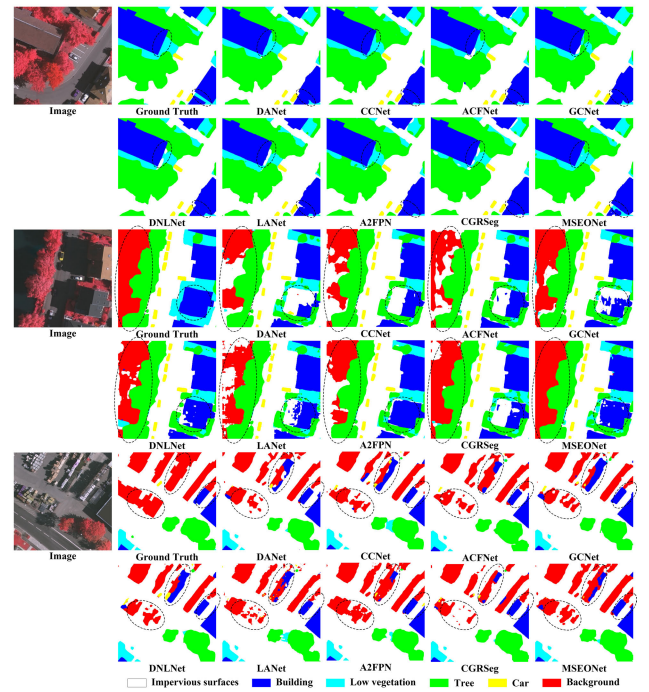 Image Ground Truth DANet CCNet ACFNet GCNet
DNLNet LANet A2FPN CGRSeg MSEONet
Image Ground Truth DANet CCNet ACFNet GCNet
DNLNet LANet A2FPN CGRSeg MSEONet
Image Ground Truth DANet CCNet ACFNet GCNet
DNLNet LANet A2FPN CGRSeg MSEONet
Impervious surfaces Building Low vegetation Tree Car Background